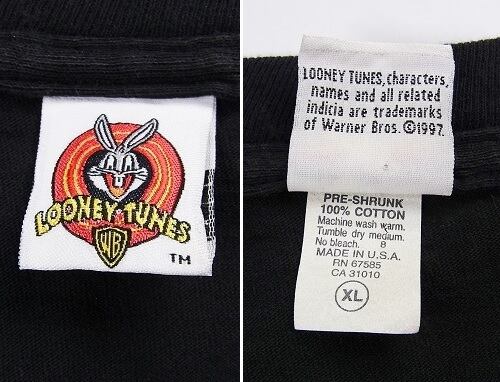 LOONEY TUNES
WB
TM
LOONEY TUNES, characters,
names and all related
indicia are trademarks
of Warner Bros. ©1997.
PRE-SHRUNK
100% COTTON
Machine wash warm.
Tumble dry medium.
No bleach. 8
MADE IN U.S.A.
RN 67585
CA 31010
XL